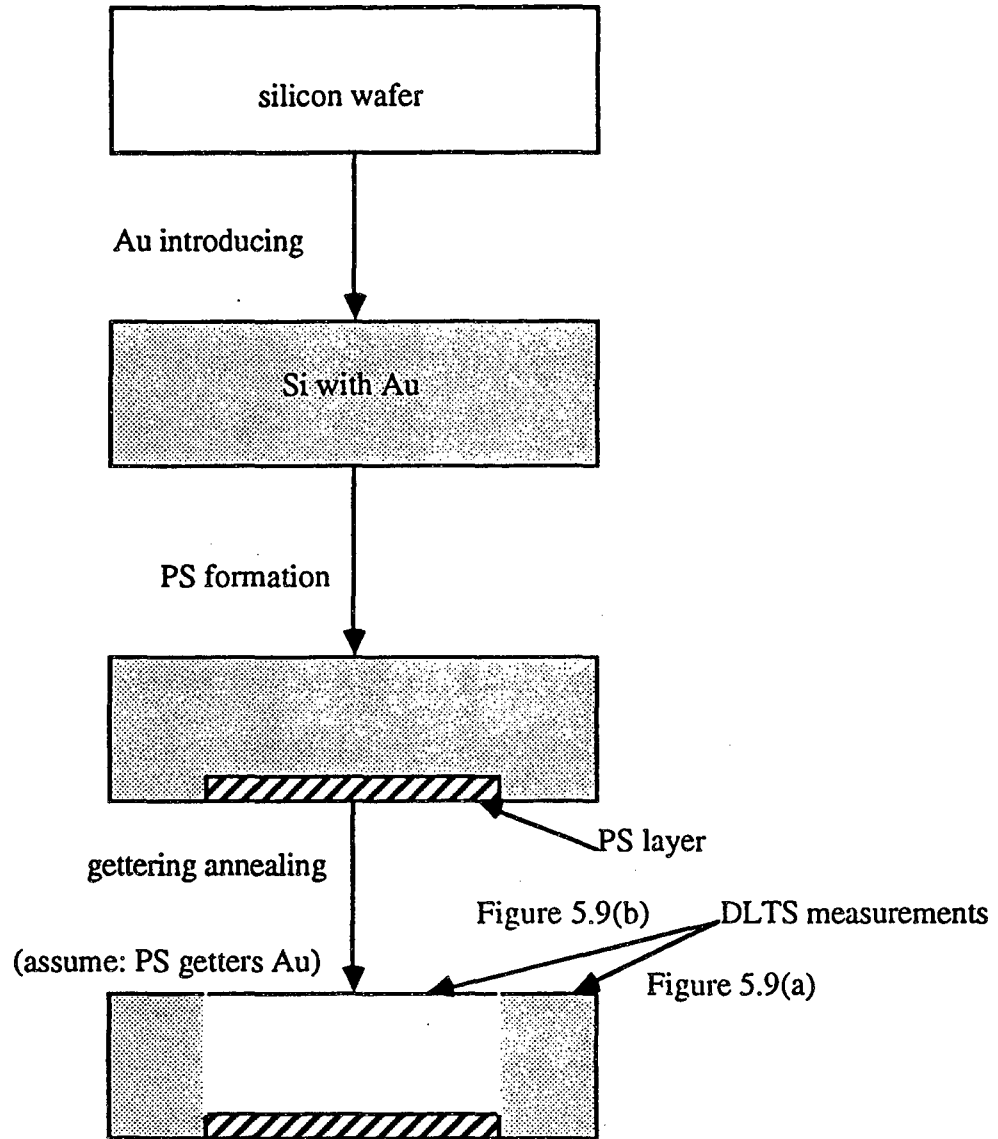 silicon wafer
Au introducing
Si with Au
PS formation
PS layer
gettering annealing
Figure 5.9(b)
DLTS measurements
(assume: PS getters Au)
Figure 5.9(a)